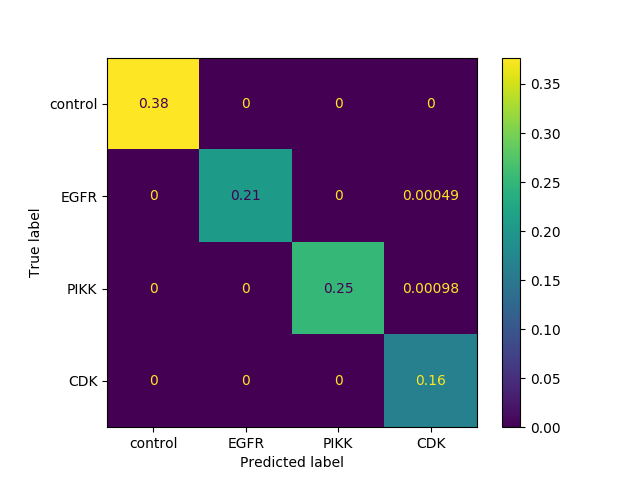 control 0.38 0 0 0
EGFR 0 0.21 0 0.00049
PIKK 0 0 0.25 0.00098
CDK 0 0 0 0.16
control EGFR PIKK CDK
Predicted label
True label
0.35
0.30
0.25
0.20
0.15
0.10
0.05
0.00